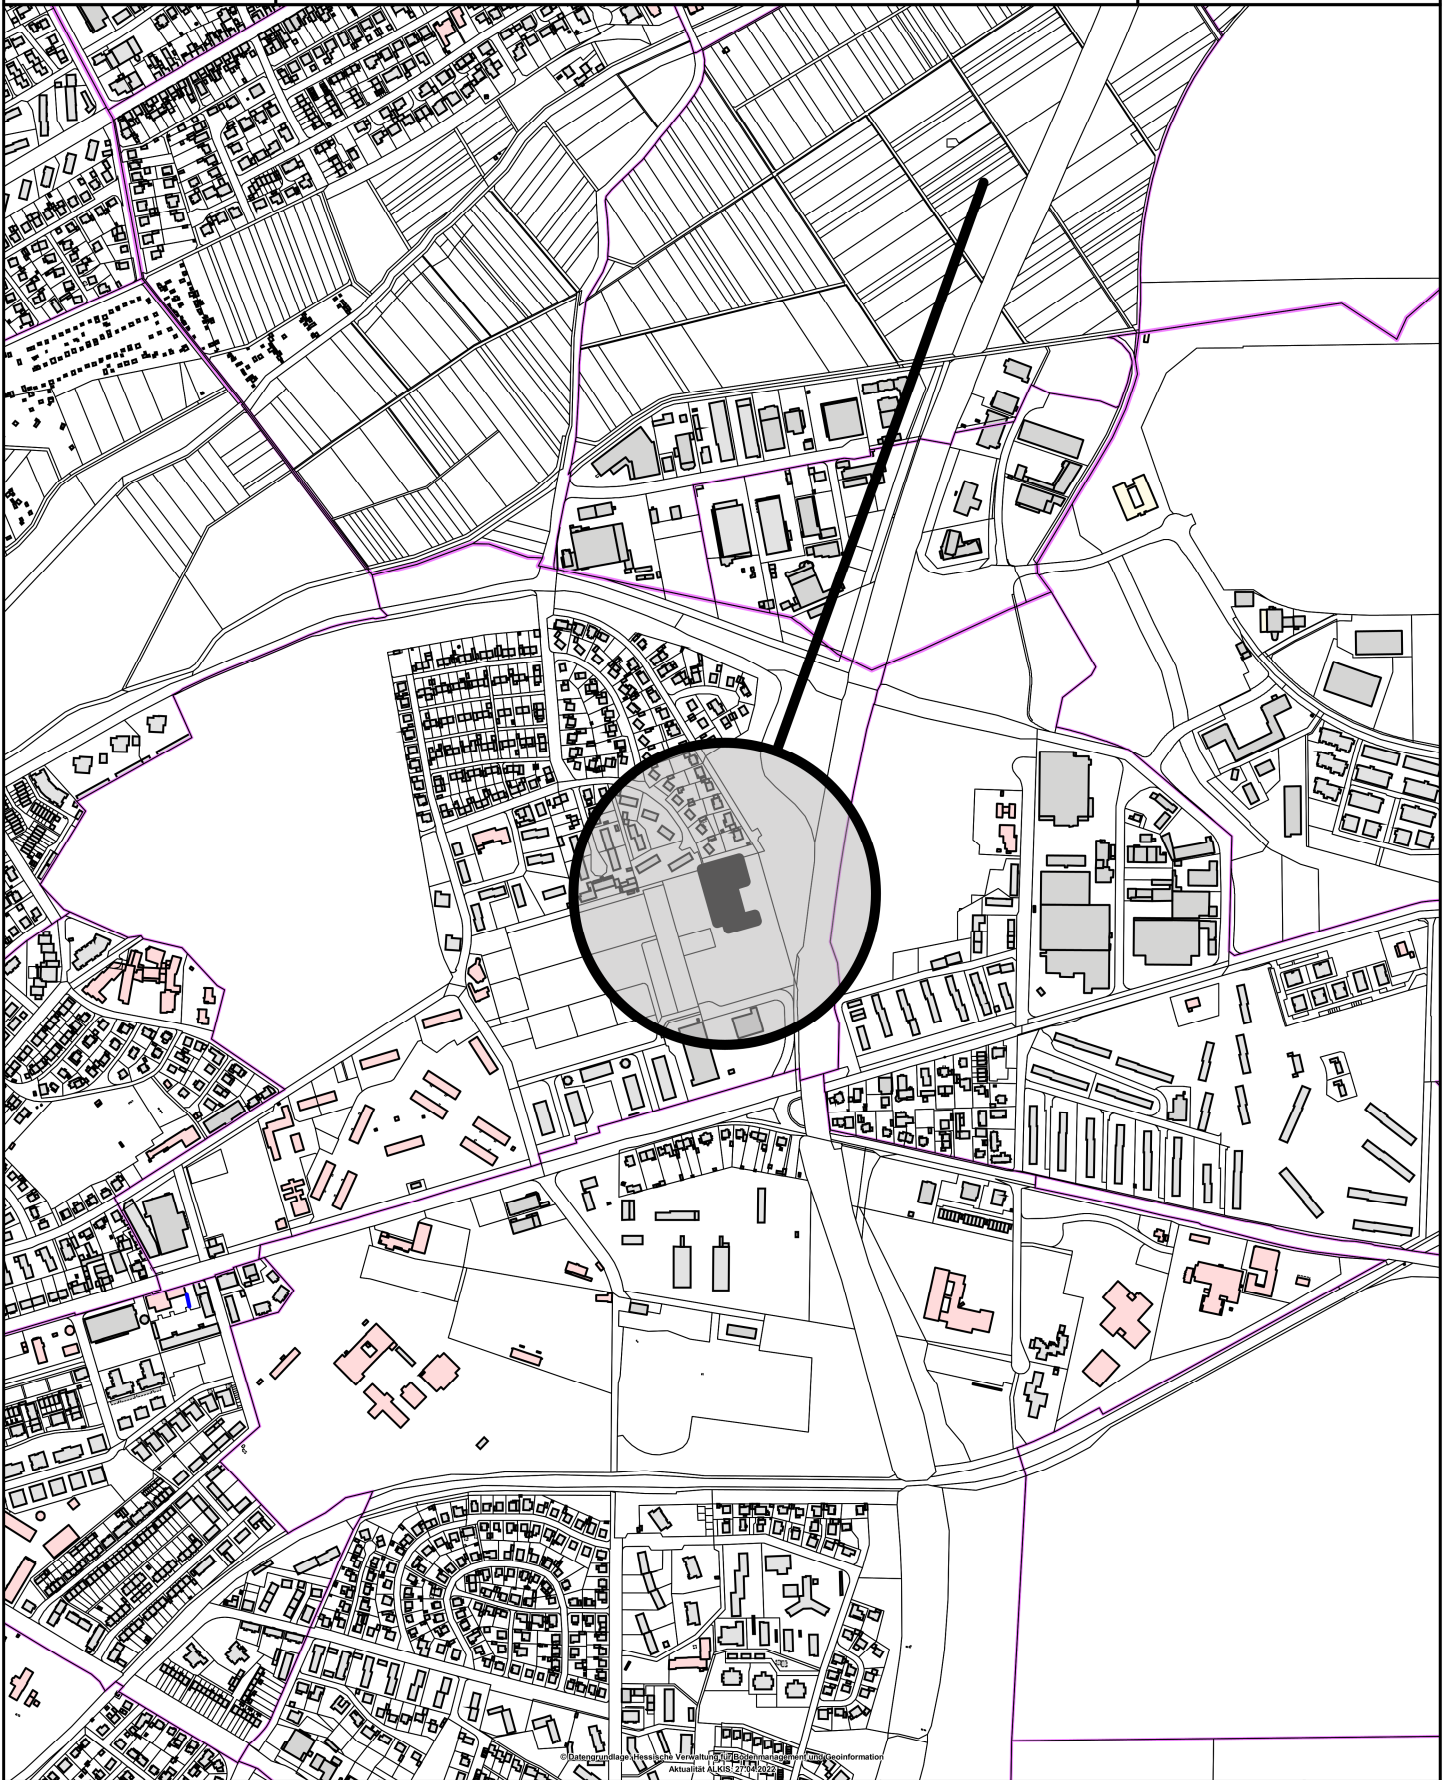 © Datengrundlage: Hessische Verwaltung für Bodenmanagement und Geoinformation
Aktualität ALKIS: 27.04.2022